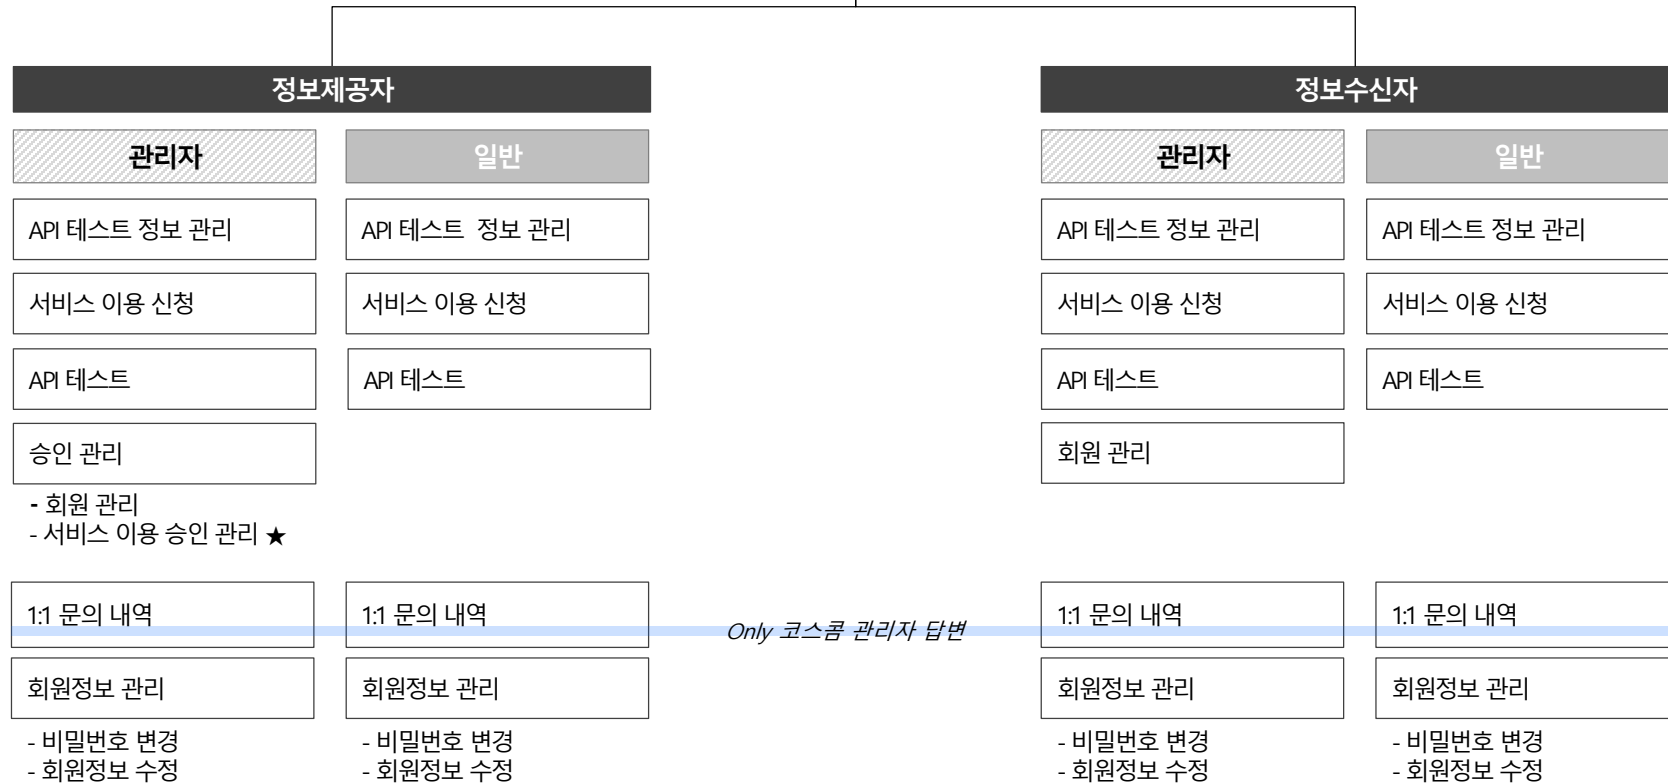 정보제공자
정보수신자
관리자
일반
관리자
일반
API 테스트 정보 관리
API 테스트  정보 관리
API 테스트 정보 관리
API 테스트 정보 관리
서비스 이용 신청
서비스 이용 신청
서비스 이용 신청
서비스 이용 신청
API 테스트
API 테스트
API 테스트
API 테스트
승인 관리
회원 관리
- 회원 관리
- 서비스 이용 승인 관리 ★
1:1 문의 내역
1:1 문의 내역
Only 코스콤 관리자 답변
1:1 문의 내역
1:1 문의 내역
회원정보 관리
회원정보 관리
회원정보 관리
회원정보 관리
- 비밀번호 변경
- 회원정보 수정
- 비밀번호 변경
- 회원정보 수정
- 비밀번호 변경
- 회원정보 수정
- 비밀번호 변경
- 회원정보 수정